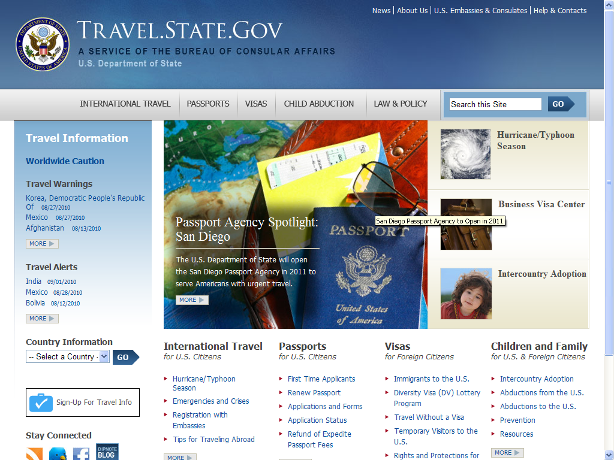 News | About Us | U.S. Embassies & Consulates | Help & Contacts
TRAVEL.STATE.GOV
A SERVICE OF THE BUREAU OF CONSULAR AFFAIRS
U.S. Department of State
INTERNATIONAL TRAVEL
PASSPORTS
VISAS
CHILD ABDUCTION
LAW & POLICY
Search this Site
GO
Travel Information
Worldwide Caution
Travel Warnings
Korea, Democratic People's Republic
Of 08/27/2010
Mexico 08/27/2010
Afghanistan 08/13/2010
MORE
Travel Alerts
India 09/01/2010
Mexico 08/28/2010
Bolivia 08/12/2010
MORE
Country Information
-- Select a Country -
GO
Sign-Up For Travel Info
Stay Connected
DIPNOTE
BLOG
Passport Agency Spotlight:
San Diego
The U.S. Department of State will open
the San Diego Passport Agency in 2011 to
serve Americans with urgent travel.
MORE
PASSPORT
United States
of America
San Diego Passport Agency to Open in 2011
Hurricane/Typhoon
Season
Business Visa Center
Intercountry Adoption
International Travel
for U.S. Citizens
Hurricane/Typhoon
Season
Emergencies and Crises
Registration with
Embassies
Tips for Traveling Abroad
MORE
Passports
for U.S. Citizens
First Time Applicants
Renew Passport
Applications and Forms
Application Status
Refund of Expedite
Passport Fees
Visas
for Foreign Citizens
Immigrants to the U.S.
Diversity Visa (DV) Lottery
Program
Travel Without a Visa
Temporary Visitors to the
U.S.
Rights and Protections for
Children and Family
for U.S. & Foreign Citizens
Intercountry Adoption
Abductions from the U.S.
Abductions to the U.S.
Prevention
Resources
MORE